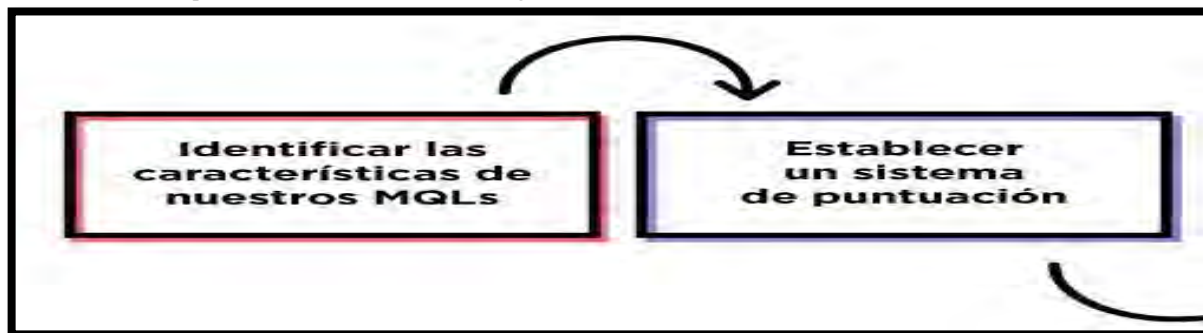 Identificar las
características de
nuestros MQLs
Establecer
un sistema
de puntuación